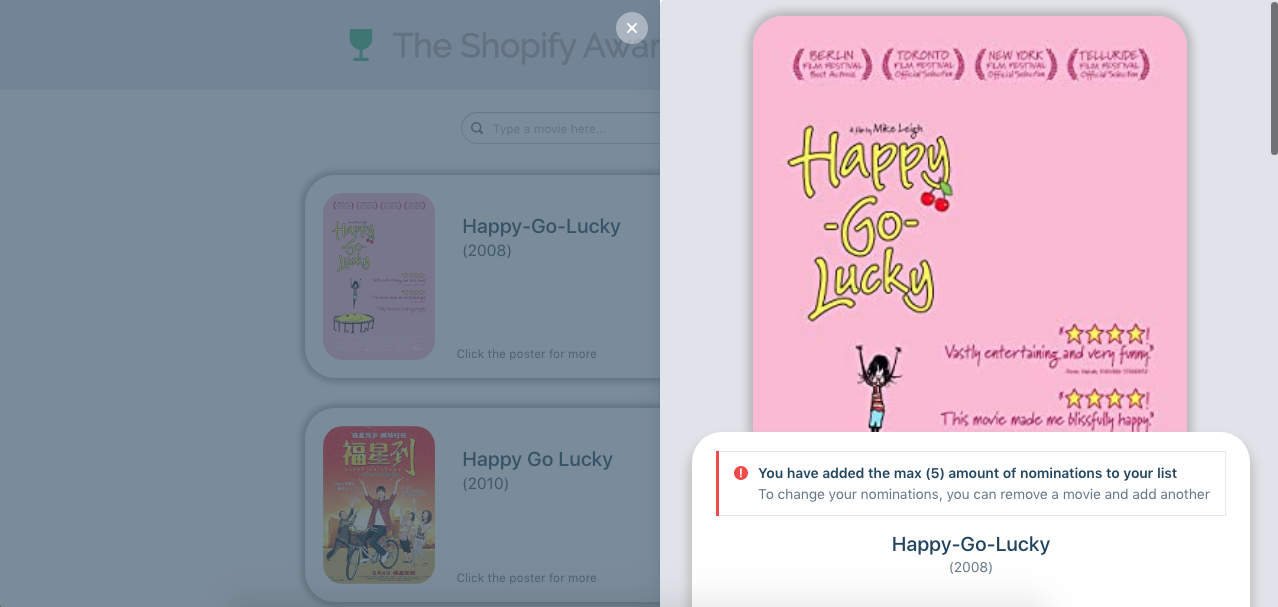 The Shopify Awar
Type a movie here...
Happy-Go-Lucky
(2008)
Click the poster for more
福星到
Happy Go Lucky
(2010)
Click the poster for more
BERLIN
FILM FESTIVAL
Best Actress
TORONTO
FILM FESTIVAL
Official Selection
NEW YORK
FILM FESTIVAL
Official Selection
TELLURIDE
FILM FESTIVAL
Official Selection
a film by Mike Leigh
Happy
-Go-
Lucky
Vastly entertaining and very funny."
This movie made me blissfully happy."
You have added the max (5) amount of nominations to your list
To change your nominations, you can remove a movie and add another
Happy-Go-Lucky
(2008)